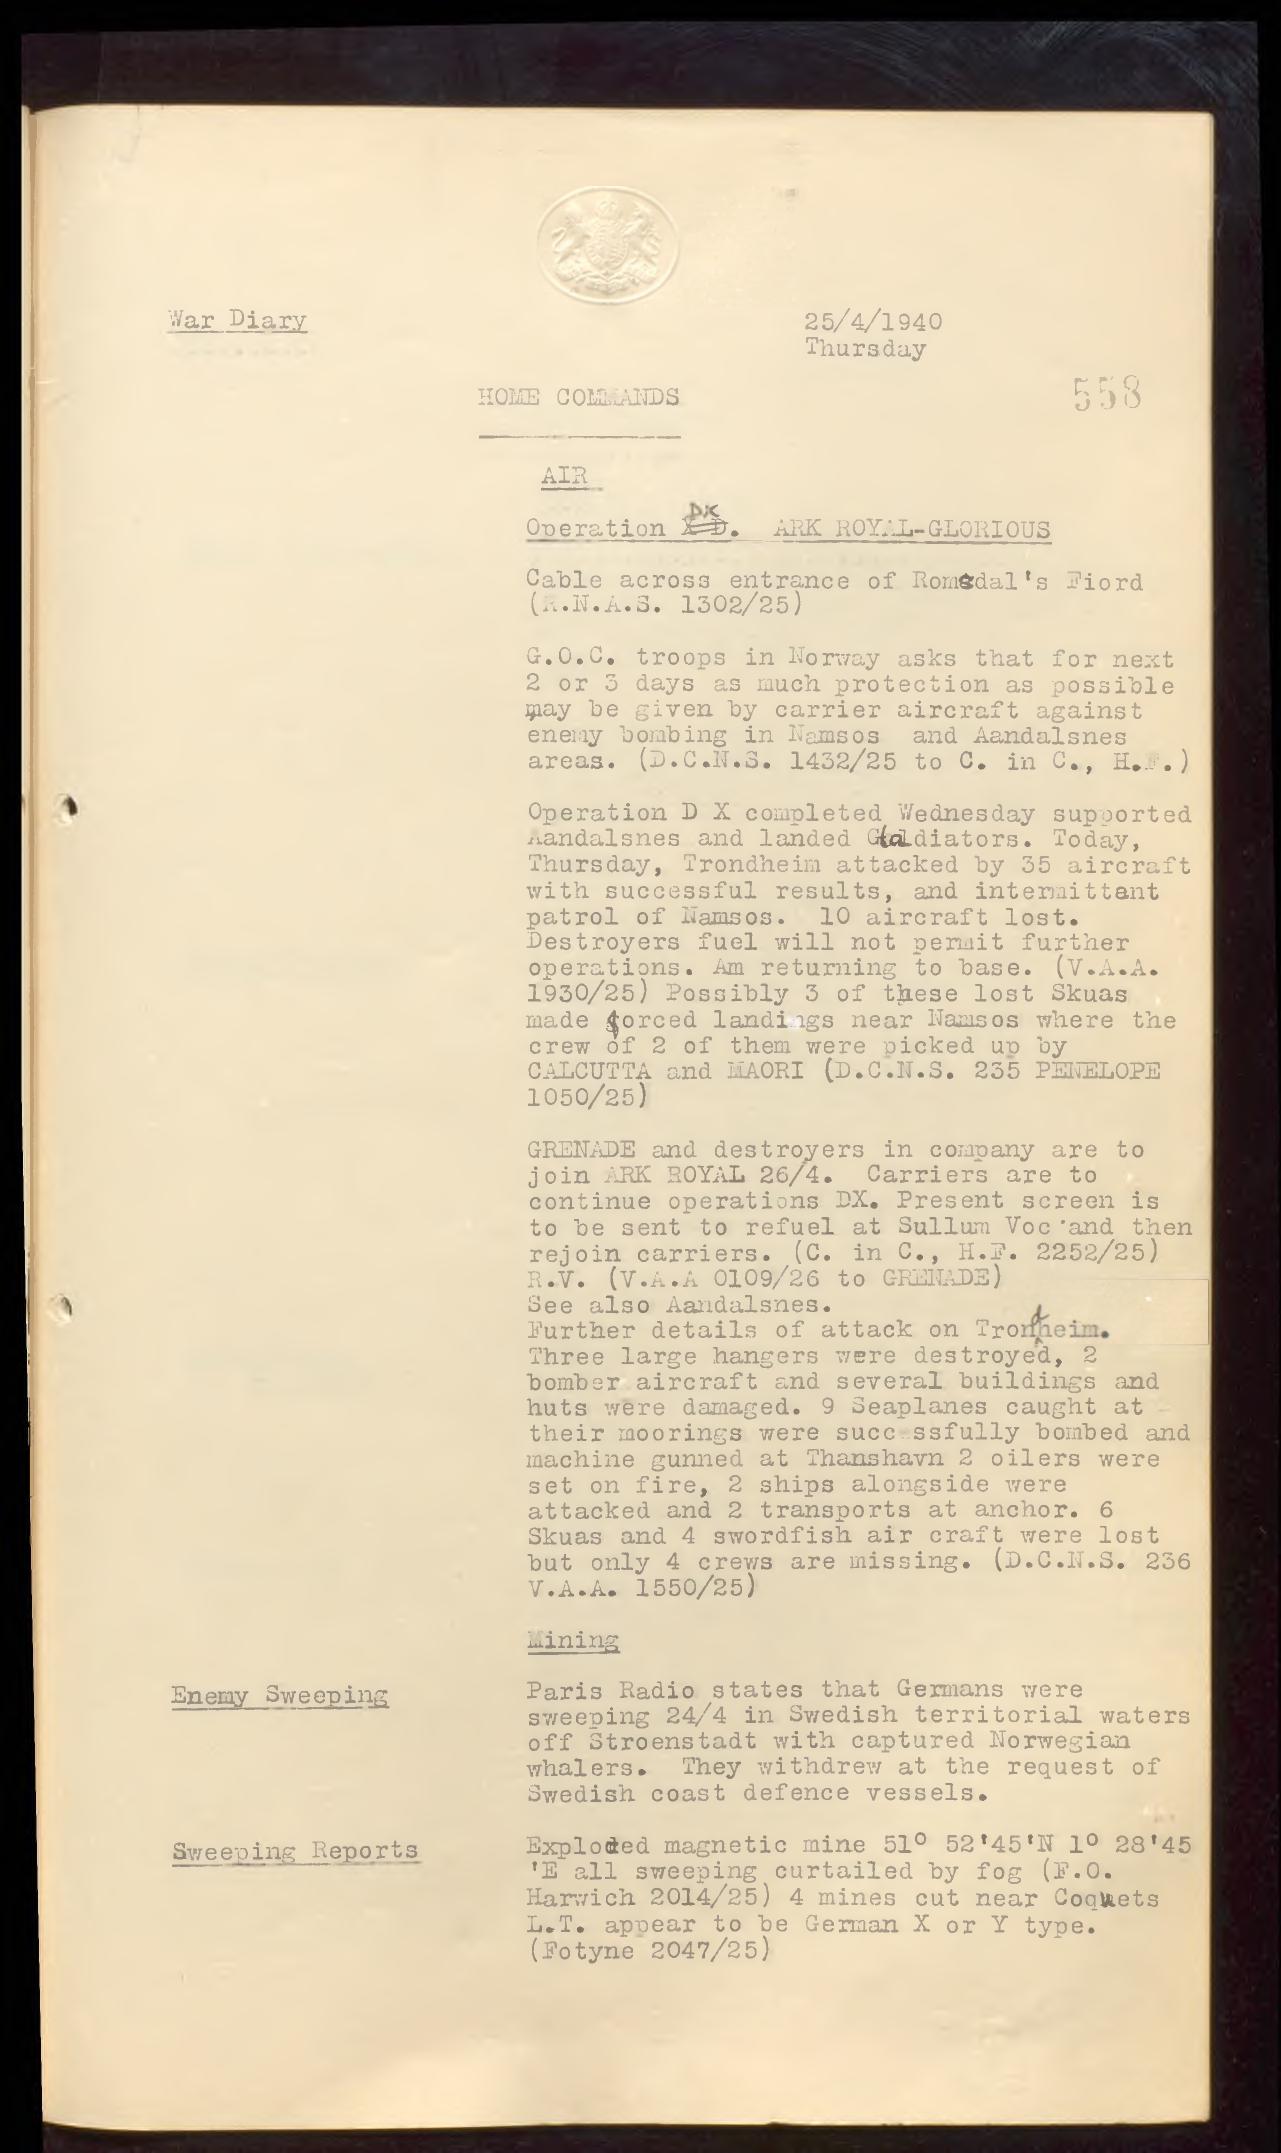 War Diary
25/4/1940
Thursday
558
HOME COMMANDS
AIR
Operation X D. DX ARK ROYAL-GLORIOUS
Cable across entrance of Romsdal's Fiord
(R.N.A.S. 1302/25)
G.O.C. troops in Norway asks that for next
2 or 3 days as much protection as possible
may be given by carrier aircraft against
enemy bombing in Namsos and Aandalsnes
areas. (D.C.N.S. 1432/25 to C. in C., H.F.)
Operation D X completed Wednesday supported
Aandalsnes and landed Gladiators. Today,
Thursday, Trondheim attacked by 35 aircraft
with successful results, and intermittant
patrol of Namsos. 10 aircraft lost.
Destroyers fuel will not permit further
operations. Am returning to base. (V.A.A.
1930/25) Possibly 3 of these lost Skuas
made forced landings near Namsos where the
crew of 2 of them were picked up by
CALCUTTA and MAORI (D.C.N.S. 235 PENELOPE
1050/25)
GRENADE and destroyers in company are to
join ARK ROYAL 26/4. Carriers are to
continue operations DX. Present screen is
to be sent to refuel at Sullum Voc and then
rejoin carriers. (C. in C., H.F. 2252/25)
R.V. (V.A.A 0109/26 to GRENADE)
See also Aandalsnes.
Further details of attack on Trondheim.
Three large hangers were destroyed, 2
bomber aircraft and several buildings and
huts were damaged. 9 Seaplanes caught at
their moorings were successfully bombed and
machine gunned at Thanshavn 2 oilers were
set on fire, 2 ships alongside were
attacked and 2 transports at anchor. 6
Skuas and 4 swordfish air craft were lost
but only 4 crews are missing. (D.C.N.S. 236
V.A.A. 1550/25)
Mining
Enemy Sweeping
Paris Radio states that Germans were
sweeping 24/4 in Swedish territorial waters
off Stroenstadt with captured Norwegian
whalers. They withdrew at the request of
Swedish coast defence vessels.
Sweeping Reports
Exploded magnetic mine 51° 52'45'N 1° 28'45
'E all sweeping curtailed by fog (F.O.
Harwich 2014/25) 4 mines cut near Coquets
L.T. appear to be German X or Y type.
(Fotyne 2047/25)